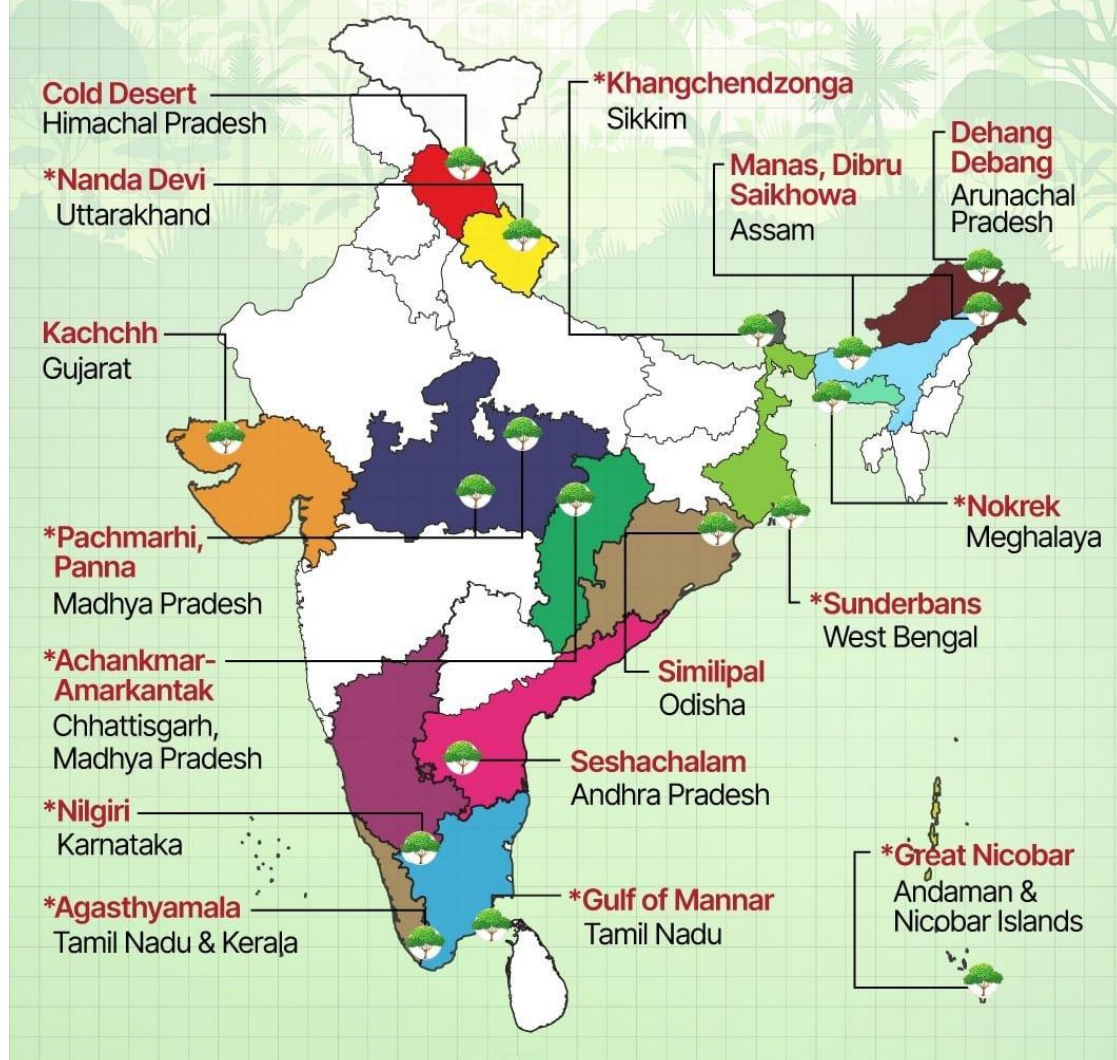 Cold Desert
Himachal Pradesh
*Nanda Devi
Uttarakhand
Kachchh
Gujarat
*Pachmarhi,
Panna
Madhya Pradesh
*Achankmar-
Amarkantak
Chhattisgarh,
Madhya Pradesh
*Nilgiri
Karnataka
*Agasthyamala
Tamil Nadu & Kerala
*Khangchendzonga
Sikkim
Manas, Dibru
Saikhowa
Assam
Dehang
Debang
Arunachal
Pradesh
*Nokrek
Meghalaya
*Sunderbans
West Bengal
Similipal
Odisha
Seshachalam
Andhra Pradesh
*Gulf of Mannar
Tamil Nadu
*Great Nicobar
Andaman &
Nicobar Islands